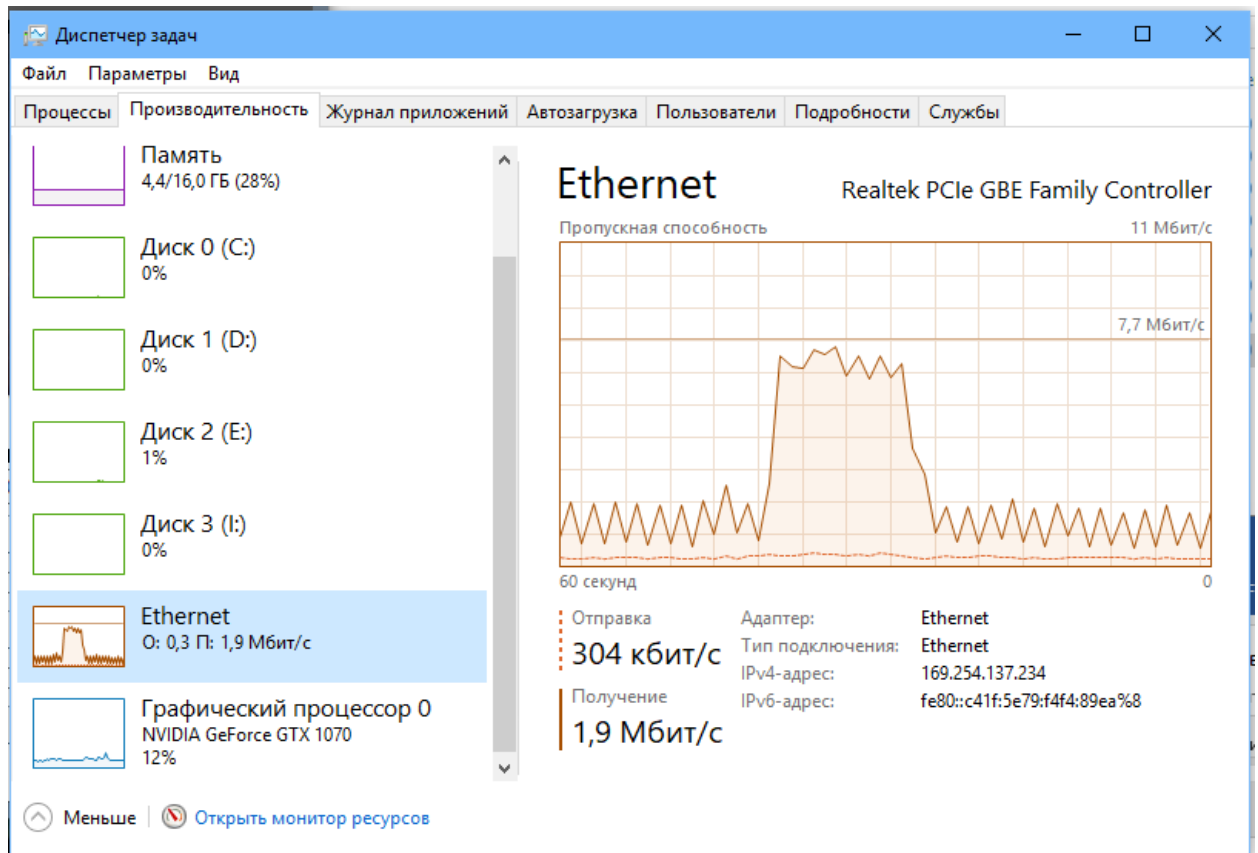 Диспетчер задач
Файл Параметры Вид
Процессы Производительность Журнал приложений Автозагрузка Пользователи Подробности Службы
Память
4,4/16,0 ГБ (28%)
Диск 0 (C:)
0%
Диск 1 (D:)
0%
Диск 2 (E:)
1%
Диск 3 (I:)
0%
Ethernet
О: 0,3 П: 1,9 Мбит/с
Графический процессор 0
NVIDIA GeForce GTX 1070
12%
Ethernet Realtek PCIe GBE Family Controller
Пропускная способность 11 Мбит/с
7,7 Мбит/с
60 секунд 0
Отправка
304 кбит/с
Получение
1,9 Мбит/с
Адаптер: Ethernet
Тип подключения: Ethernet
IPv4-адрес: 169.254.137.234
IPv6-адрес: fe80::c41f:5e79:f4f4:89ea%8
Меньше Открыть монитор ресурсов